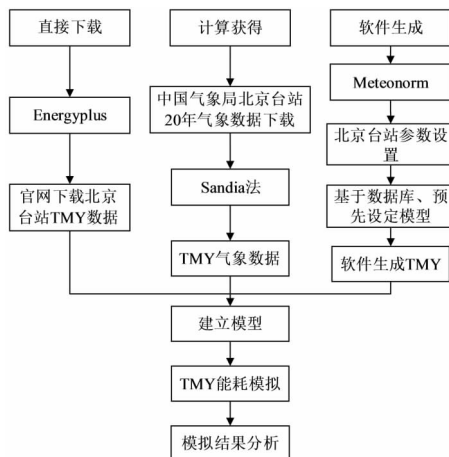 直接下载
计算获得
软件生成
Energyplus
中国气象局北京台站
20年气象数据下载
Meteonorm
北京台站参数设
置
官网下载北京
台站TMY数据
Sandia法
基于数据库、预
先设定模型
TMY气象数据
软件生成TMY
建立模型
TMY能耗模拟
模拟结果分析